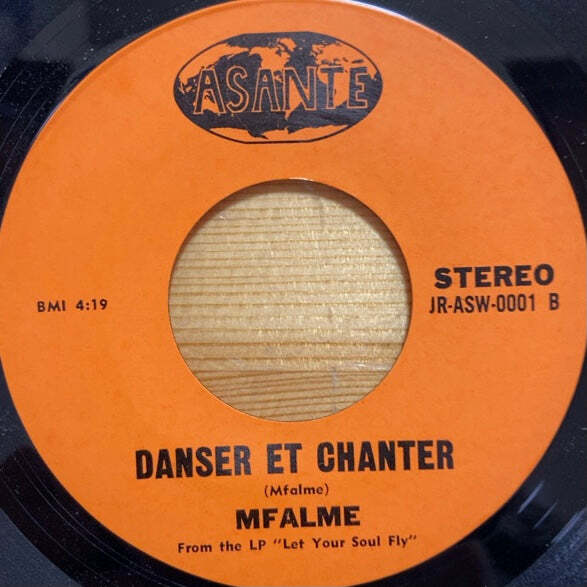 ASANTE
BMI 4:19
STEREO
JR-ASW-0001 B
DANSER ET CHANTER
(Mfalme)
MFALME
From the LP "Let Your Soul Fly"